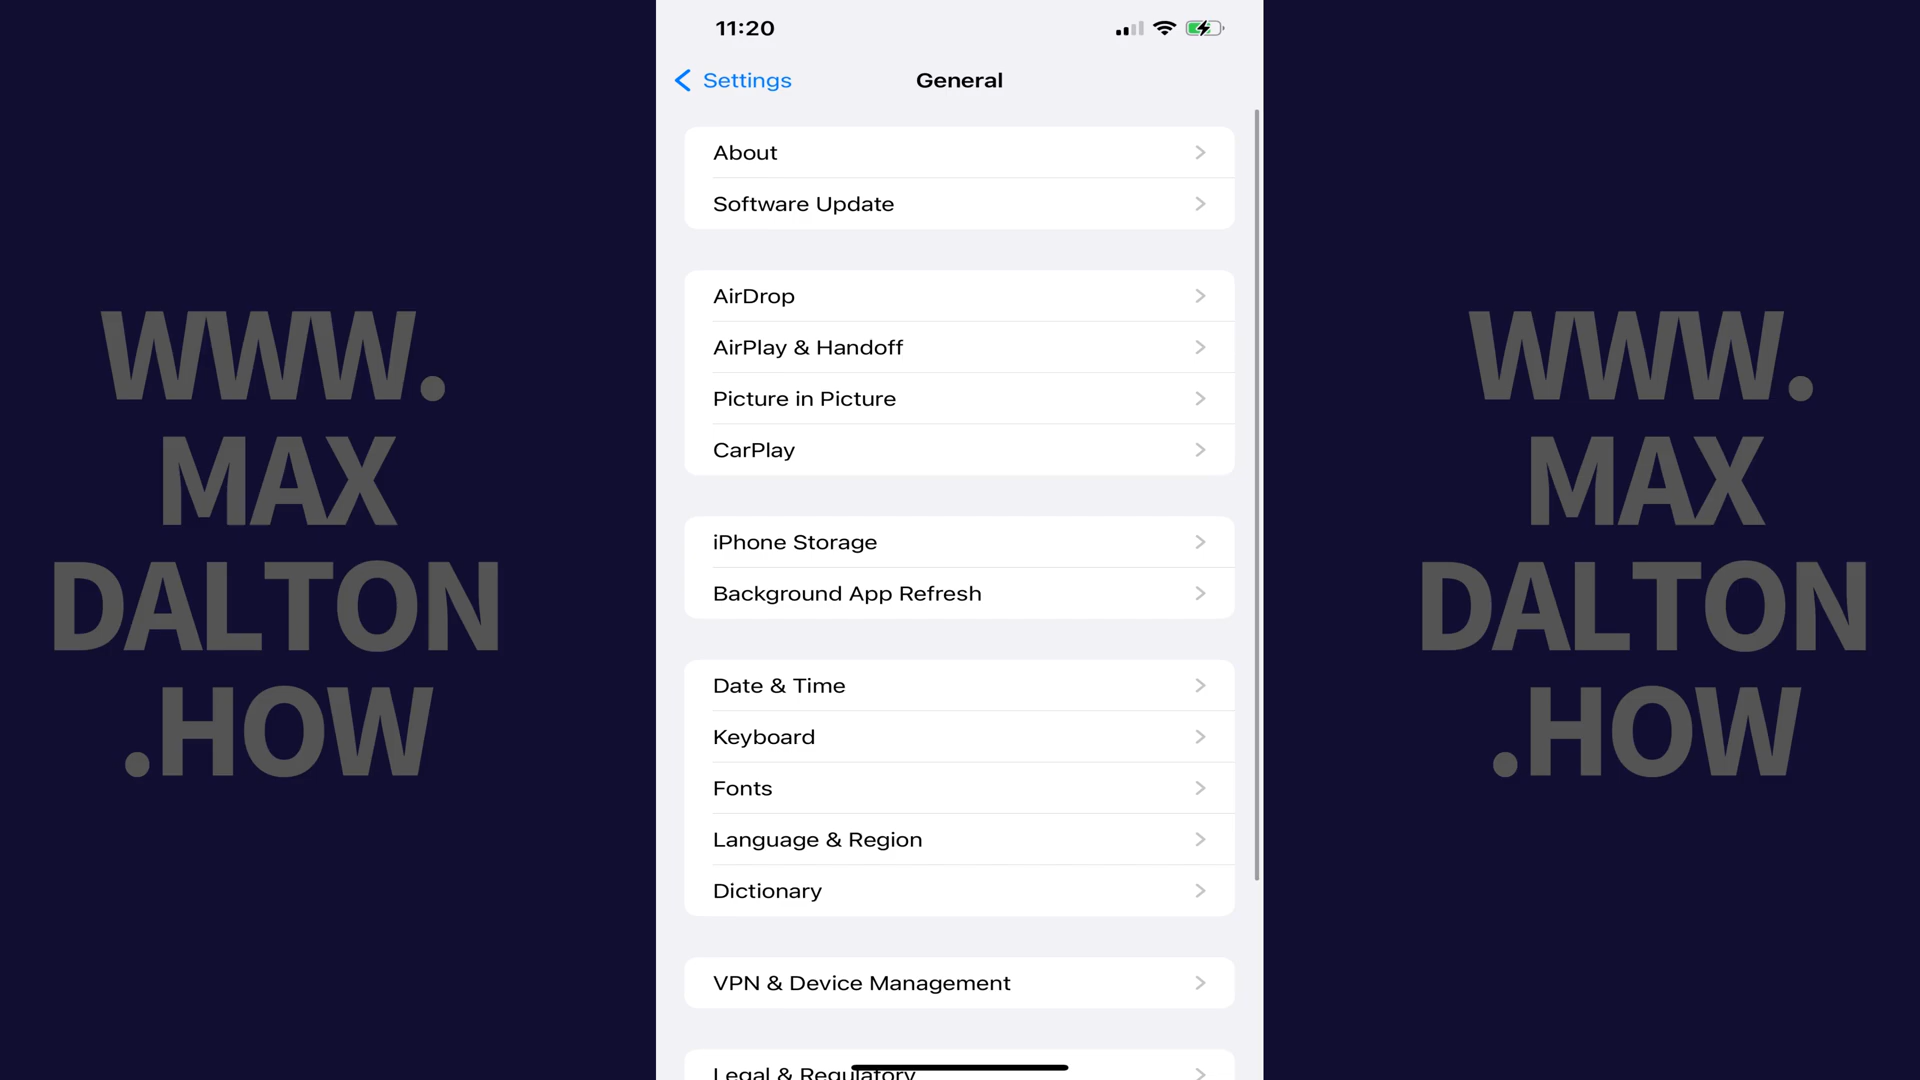 11:20
Settings
General
About
Software Update
AirDrop
AirPlay & Handoff
Picture in Picture
CarPlay
iPhone Storage
Background App Refresh
Date & Time
Keyboard
Fonts
Language & Region
Dictionary
VPN & Device Management
Legal & Regulatory
WWW.
MAX
DALTON
.HOW
WWW.
MAX
DALTON
.HOW